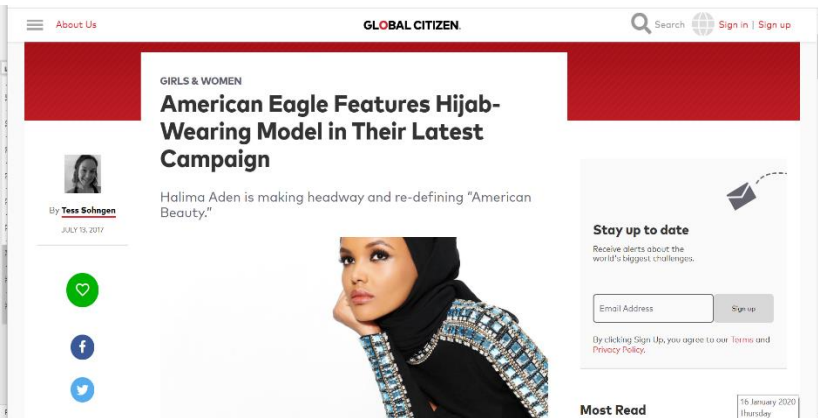 About Us
GLOBAL CITIZEN.
Search
Sign in | Sign up
GIRLS & WOMEN
American Eagle Features Hijab-
Wearing Model in Their Latest
Campaign
Halima Aden is making headway and re-defining “American
Beauty.”
By Tess Sohngen
JULY 13, 2017
Stay up to date
Receive alerts about the
world's biggest challenges.
Email Address
Sign up
By clicking Sign Up, you agree to our Terms and
Privacy Policy.
Most Read
16 January 2020
Thursday